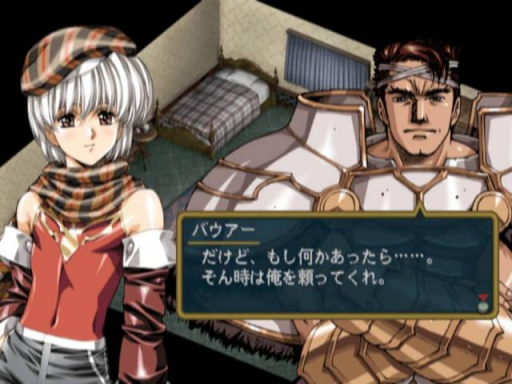 バウアー
だけど、もし何かあったら……。
そん時は俺を頼ってくれ。